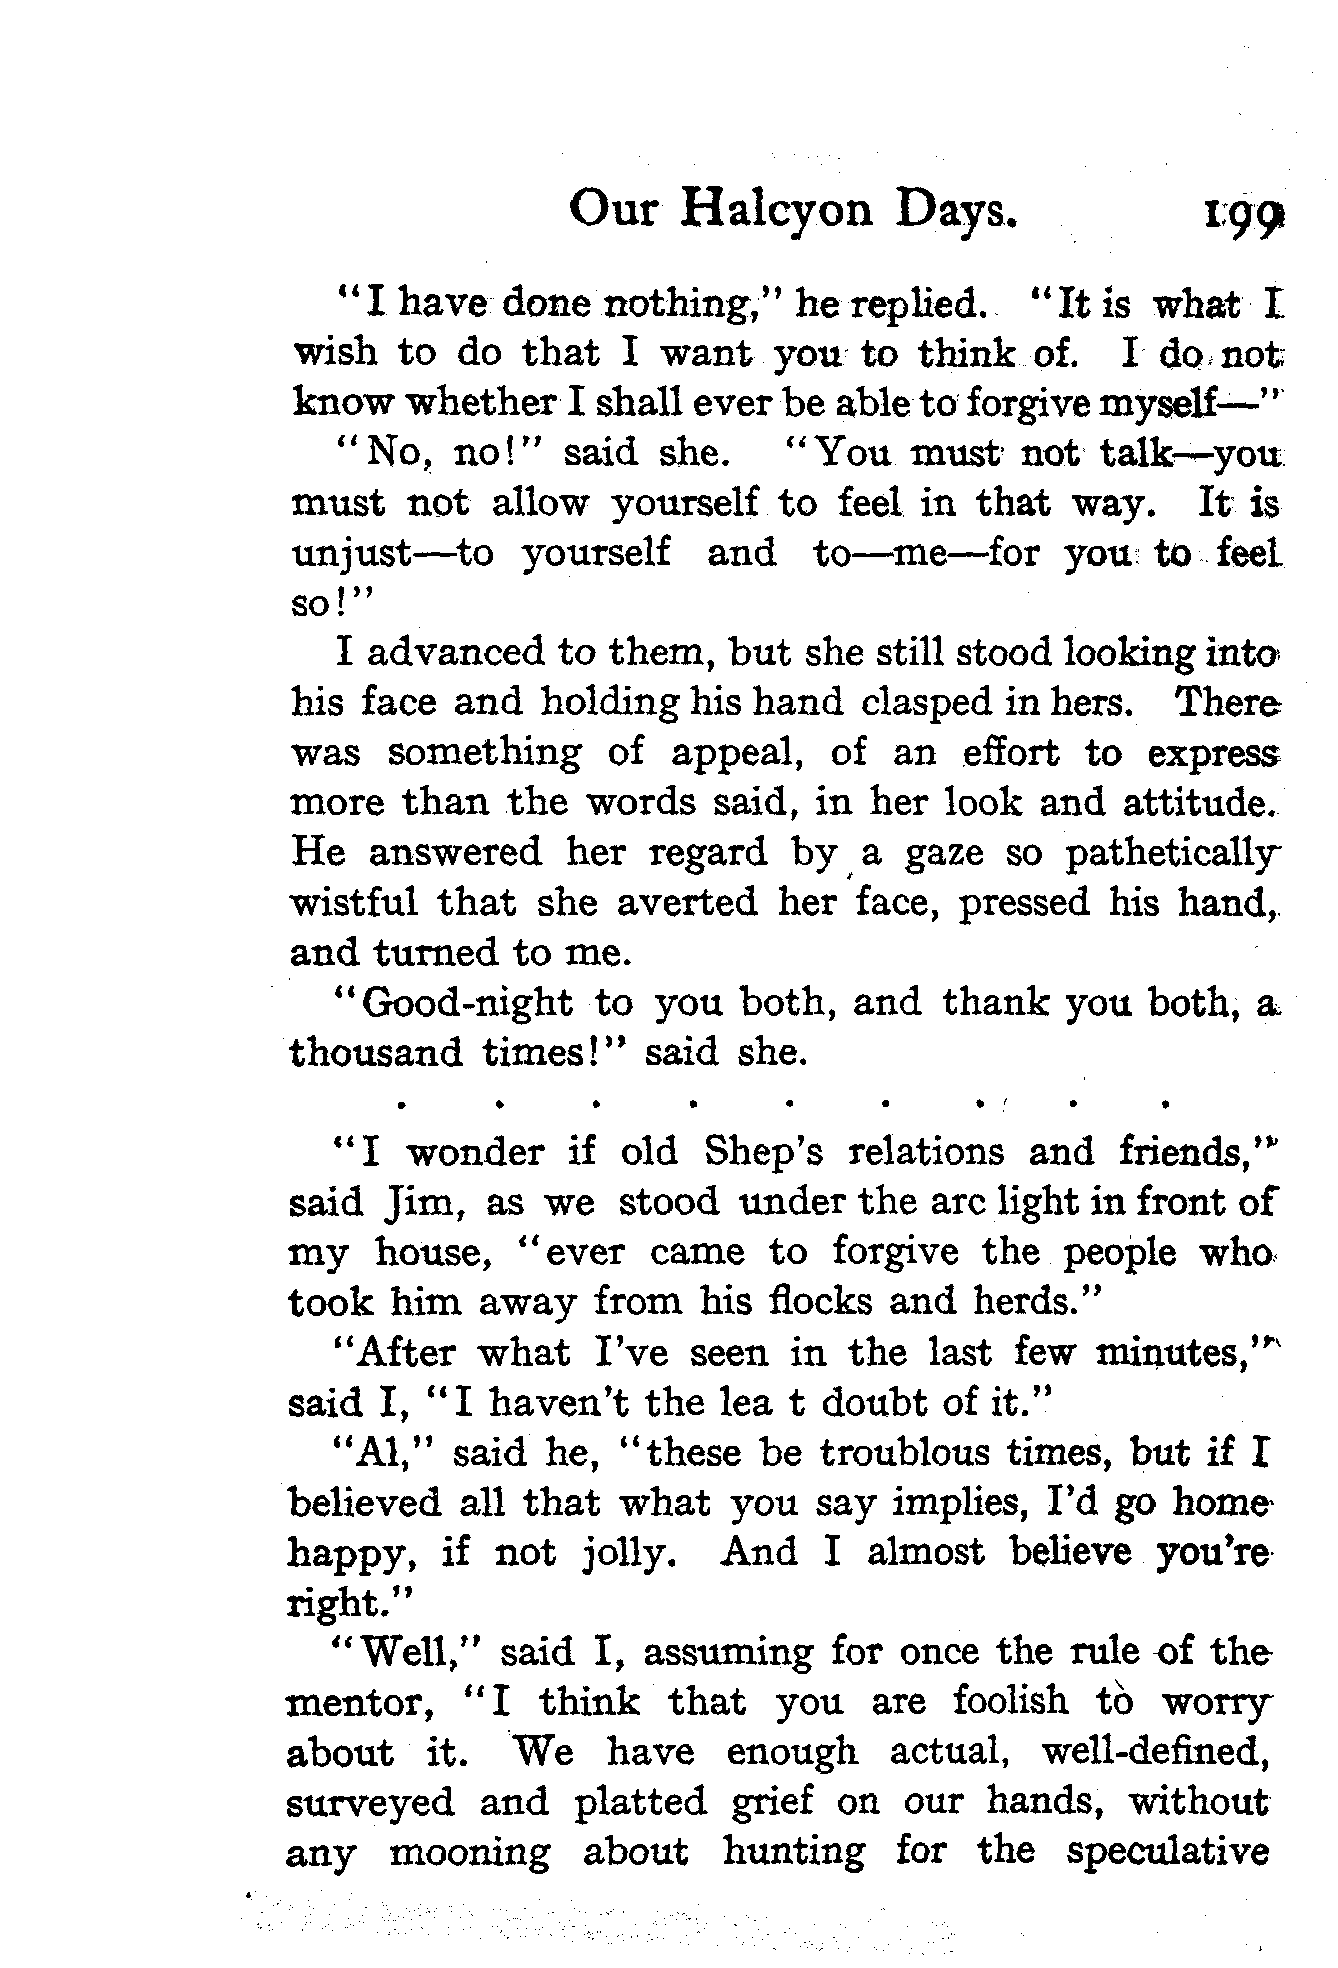 Our Halcyon Days. 199
"I have done nothing," he replied. "It is what I
wish to do that I want you to think of. I do not
know whether I shall ever be able to forgive myself—"
"No, no!" said she. "You must not talk—you
must not allow yourself to feel in that way. It is
unjust—to yourself and to—me—for you to feel
so!"
I advanced to them, but she still stood looking into
his face and holding his hand clasped in hers. There
was something of appeal, of an effort to express
more than the words said, in her look and attitude.
He answered her regard by a gaze so pathetically
wistful that she averted her face, pressed his hand,
and turned to me.
"Good-night to you both, and thank you both, a
thousand times!" said she.
. . . . . . . . .
"I wonder if old Shep's relations and friends,"
said Jim, as we stood under the arc light in front of
my house, "ever came to forgive the people who
took him away from his flocks and herds."
"After what I've seen in the last few minutes,"
said I, "I haven't the lea t doubt of it."
"Al," said he, "these be troublous times, but if I
believed all that what you say implies, I'd go home
happy, if not jolly. And I almost believe you're
right."
"Well," said I, assuming for once the rule of the
mentor, "I think that you are foolish to worry
about it. We have enough actual, well-defined,
surveyed and platted grief on our hands, without
any mooning about hunting for the speculative